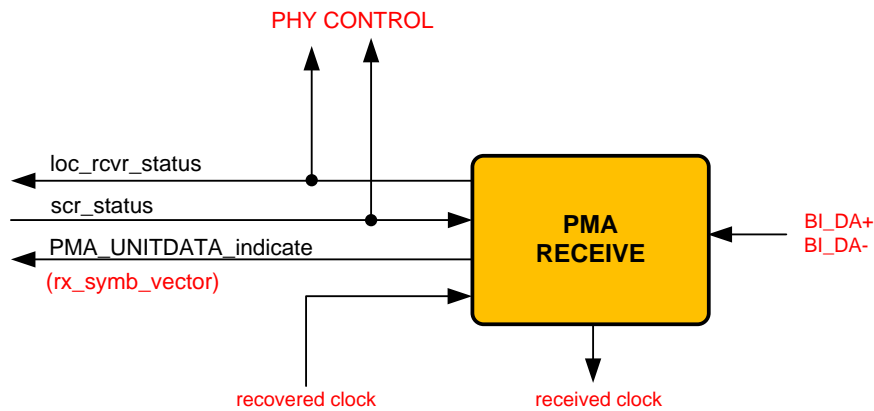 PHY CONTROL
loc_rcvr_status
scr_status
PMA_UNITDATA_indicate
(rx_symb_vector)
PMA
RECEIVE
BI_DA+
BI_DA-
recovered clock
received clock